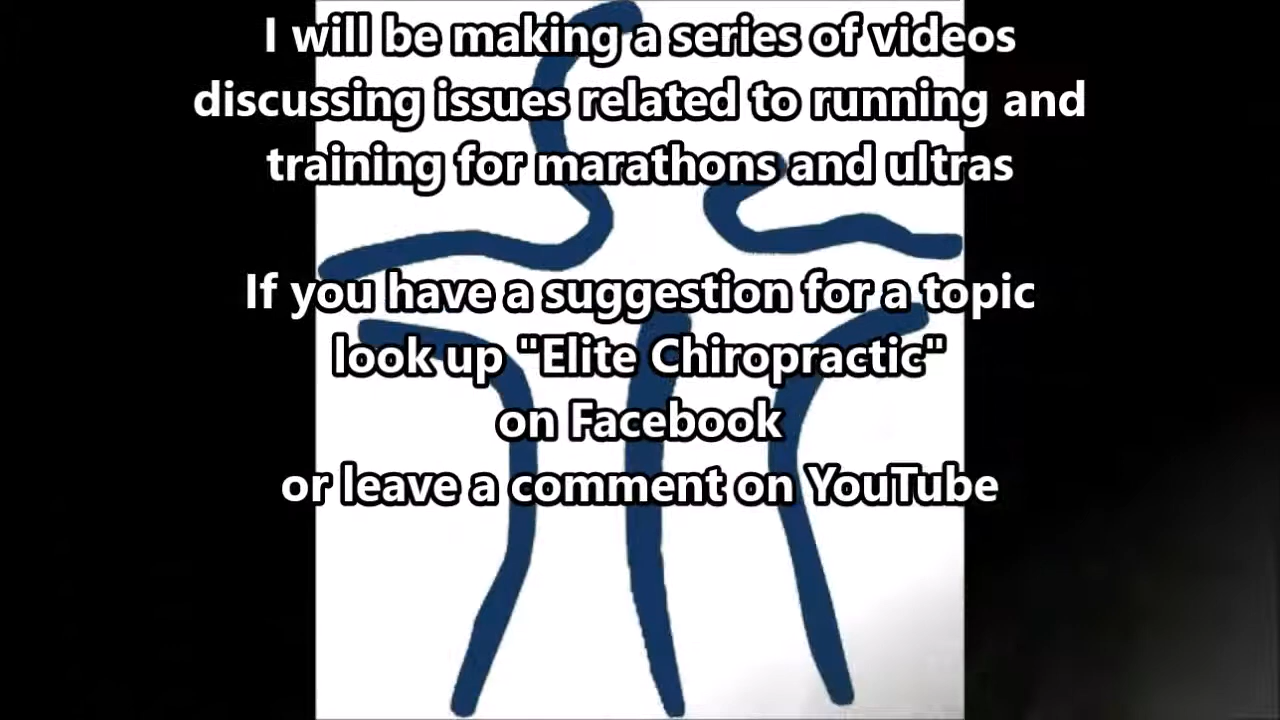 I will be making a series of videos
discussing issues related to running and
training for marathons and ultras
If you have a suggestion for a topic
look up "Elite Chiropractic"
on Facebook
or leave a comment on YouTube